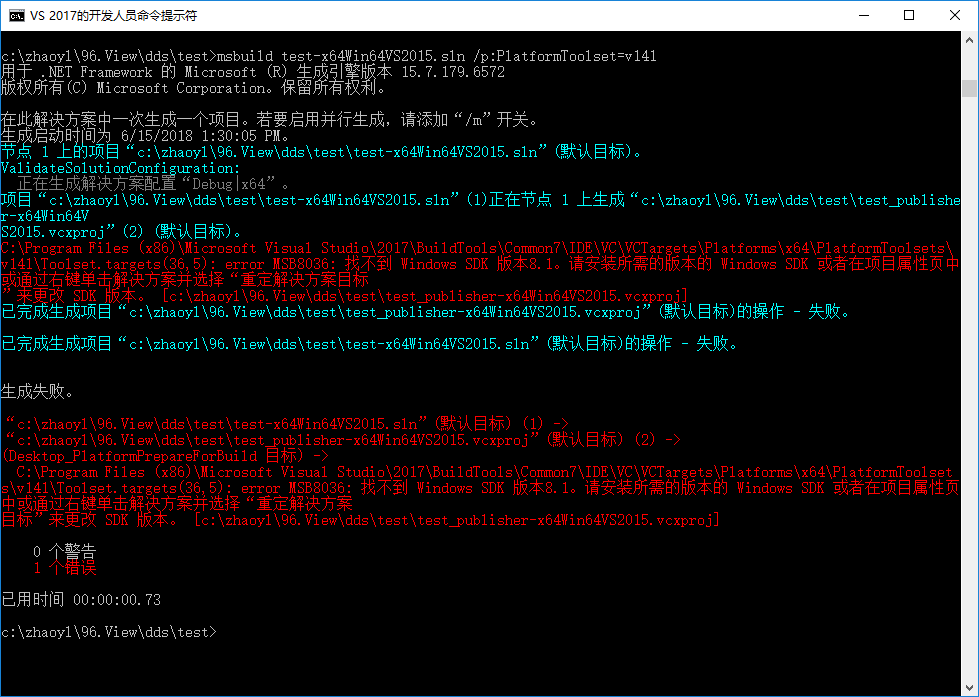 VS 2017的开发人员命令提示符
c:\zhaoyl\96.View\dds\test>msbuild test-x64Win64VS2015.sln /p:PlatformToolset=v141
用于 .NET Framework 的 Microsoft (R) 生成引擎版本 15.7.179.6572
版权所有(C) Microsoft Corporation。保留所有权利。
在此解决方案中一次生成一个项目。若要启用并行生成，请添加“/m”开关。
生成启动时间为 6/15/2018 1:30:05 PM。
节点 1 上的项目“c:\zhaoyl\96.View\dds\test\test-x64Win64VS2015.sln”(默认目标)。
ValidateSolutionConfiguration:
正在生成解决方案配置“Debug|x64”。
项目“c:\zhaoyl\96.View\dds\test\test-x64Win64VS2015.sln”(1)正在节点 1 上生成“c:\zhaoyl\96.View\dds\test\test_publishe
r-x64Win64V
S2015.vcxproj”(2) (默认目标)。
C:\Program Files (x86)\Microsoft Visual Studio\2017\BuildTools\Common7\IDE\VC\VCTargets\Platforms\x64\PlatformToolsets\
v141\Toolset.targets(36,5): error MSB8036: 找不到 Windows SDK 版本8.1。请安装所需的版本的 Windows SDK 或者在项目属性页中
或通过右键单击解决方案并选择“重定解决方案目标
”来更改 SDK 版本。 [c:\zhaoyl\96.View\dds\test\test_publisher-x64Win64VS2015.vcxproj]
已完成生成项目“c:\zhaoyl\96.View\dds\test\test_publisher-x64Win64VS2015.vcxproj”(默认目标)的操作 - 失败。
已完成生成项目“c:\zhaoyl\96.View\dds\test\test-x64Win64VS2015.sln”(默认目标)的操作 - 失败。
生成失败。
“c:\zhaoyl\96.View\dds\test\test-x64Win64VS2015.sln”(默认目标) (1) ->
“c:\zhaoyl\96.View\dds\test\test_publisher-x64Win64VS2015.vcxproj”(默认目标) (2) ->
(Desktop_PlatformPrepareForBuild 目标) ->
C:\Program Files (x86)\Microsoft Visual Studio\2017\BuildTools\Common7\IDE\VC\VCTargets\Platforms\x64\PlatformToolset
s\v141\Toolset.targets(36,5): error MSB8036: 找不到 Windows SDK 版本8.1。请安装所需的版本的 Windows SDK 或者在项目属性页
中或通过右键单击解决方案并选择“重定解决方案
目标”来更改 SDK 版本。 [c:\zhaoyl\96.View\dds\test\test_publisher-x64Win64VS2015.vcxproj]
0 个警告
1 个错误
已用时间 00:00:00.73
c:\zhaoyl\96.View\dds\test>